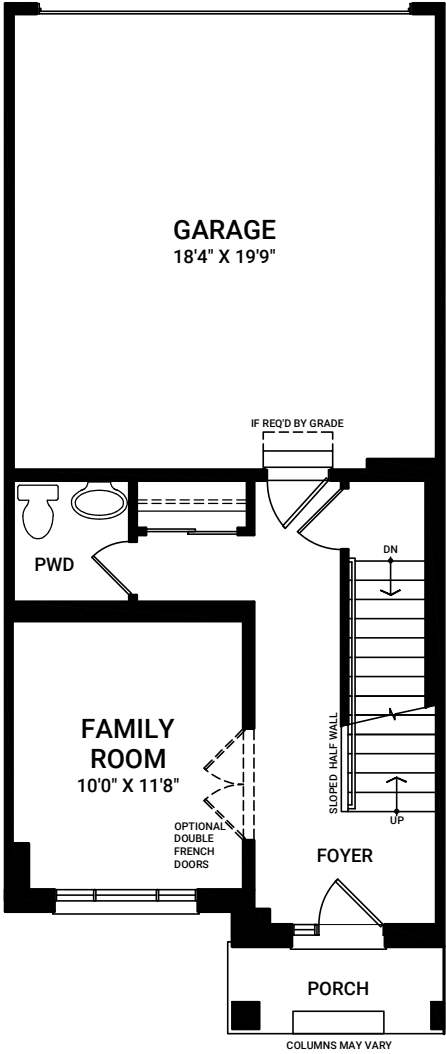 GARAGE
18'4" X 19'9"
IF REQ'D BY GRADE
DN
PWD
FAMILY
ROOM
10'0" X 11'8"
SLOPED HALF WALL
OPTIONAL
DOUBLE
FRENCH
DOORS
UP
FOYER
PORCH
COLUMNS MAY VARY